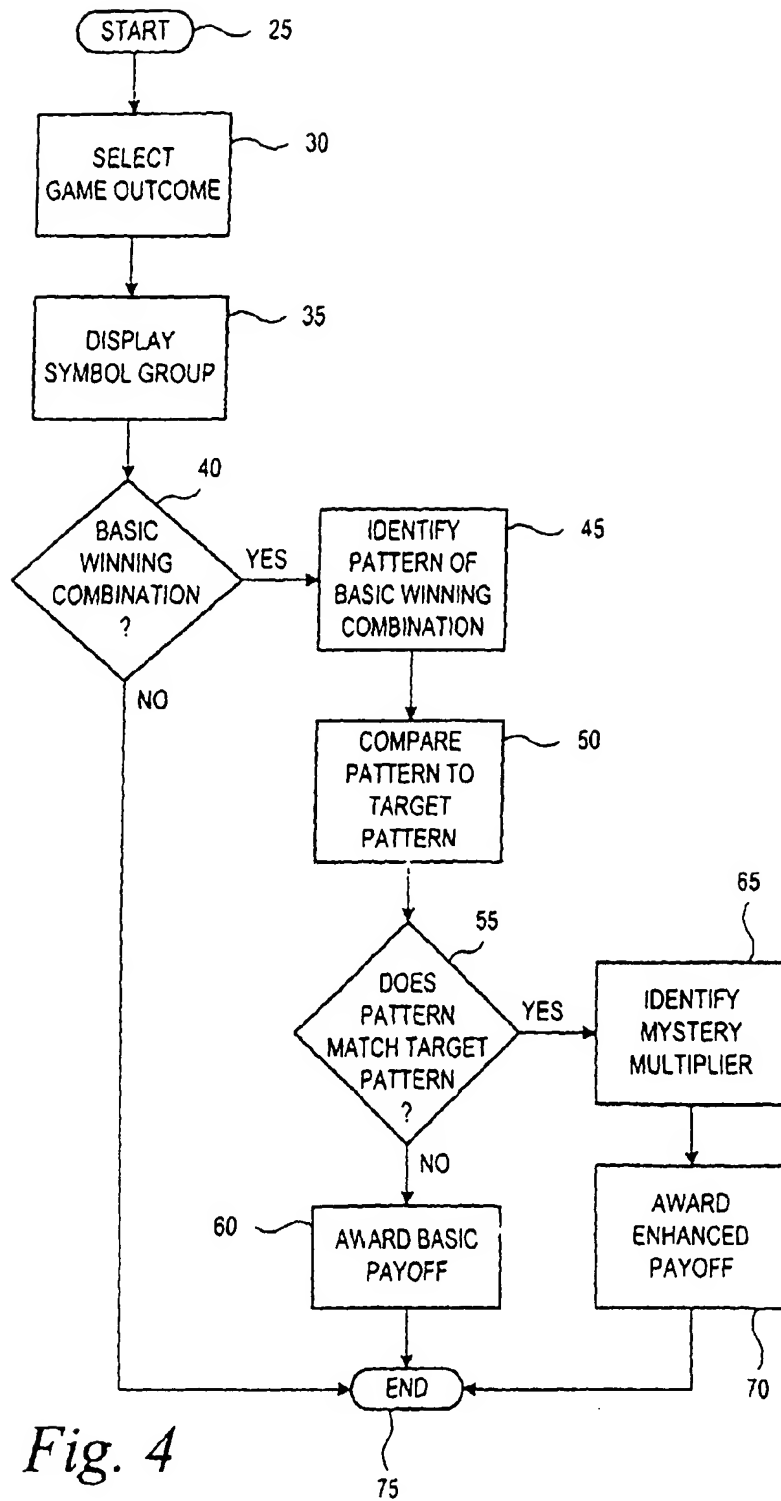 START
25
SELECT
GAME OUTCOME
30
DISPLAY
SYMBOL GROUP
35
BASIC
WINNING
COMBINATION
?
40
YES
NO
IDENTIFY
PATTERN OF
BASIC WINNING
COMBINATION
45
COMPARE
PATTERN TO
TARGET
PATTERN
50
DOES
PATTERN
MATCH TARGET
PATTERN
?
55
YES
NO
IDENTIFY
MYSTERY
MULTIPLIER
65
60
AWARD BASIC
PAYOFF
AWARD
ENHANCED
PAYOFF
70
END
75
Fig. 4